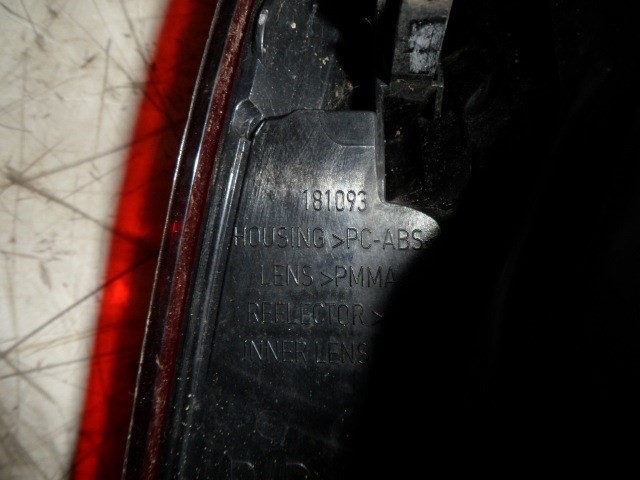 181093
HOUSING >PC-ABS
LENS >PMMA
REFLECTOR >
INNER LENS